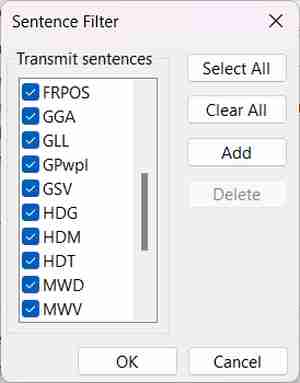 Sentence Filter
Transmit sentences
FRPOS
GGA
GLL
GPwpl
GSV
HDG
HDM
HDT
MWD
MWV
Select All
Clear All
Add
Delete
OK
Cancel